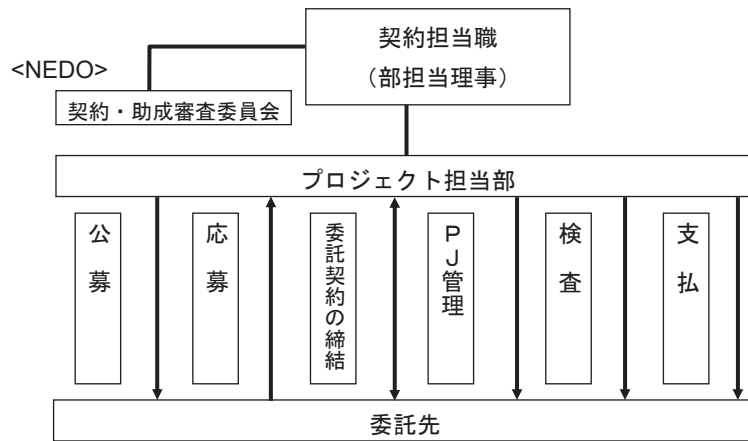 契約担当職
（部担当理事）
<NEDO>
契約・助成審査委員会
プロジェクト担当部
公募
応募
委託契約の締結
ＰＪ管理
検査
支払
委託先